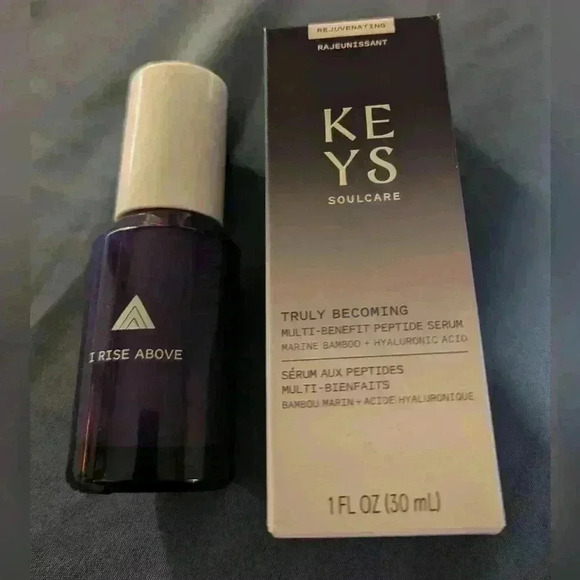 I RISE ABOVE
REJUVENATING
RAJEUNISSANT
KE
YS
SOULCARE
TRULY BECOMING
MULTI-BENEFIT PEPTIDE SERUM
MARINE BAMBOO + HYALURONIC ACID
SÉRUM AUX PEPTIDES
MULTI-BIENFAITS
BAMBOU MARIN + ACIDE HYALURONIQUE
1 FL OZ (30 mL)